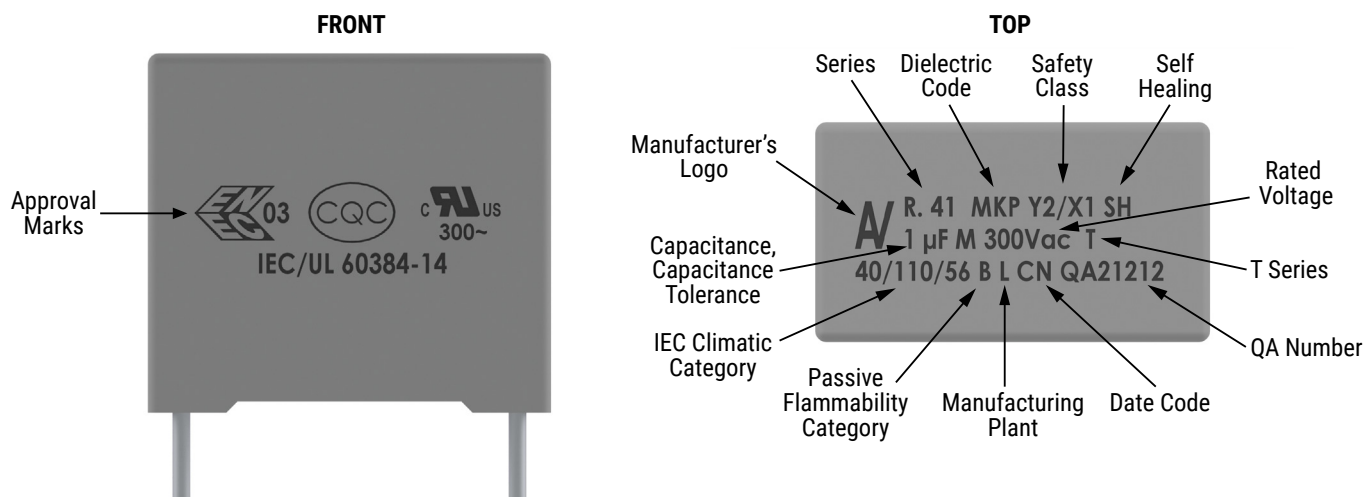 FRONT
Approval
Marks
ENEC 03
CQC
c RU US
300~
IEC/UL 60384-14
TOP
Series
Dielectric
Code
Safety
Class
Self
Healing
Manufacturer's
Logo
Rated
Voltage
R. 41 MKP Y2/X1 SH
1 µF M 300Vac T
40/110/56 B L CN QA21212
Capacitance,
Capacitance
Tolerance
T Series
IEC Climatic
Category
QA Number
Passive
Flammability
Category
Manufacturing
Plant
Date Code